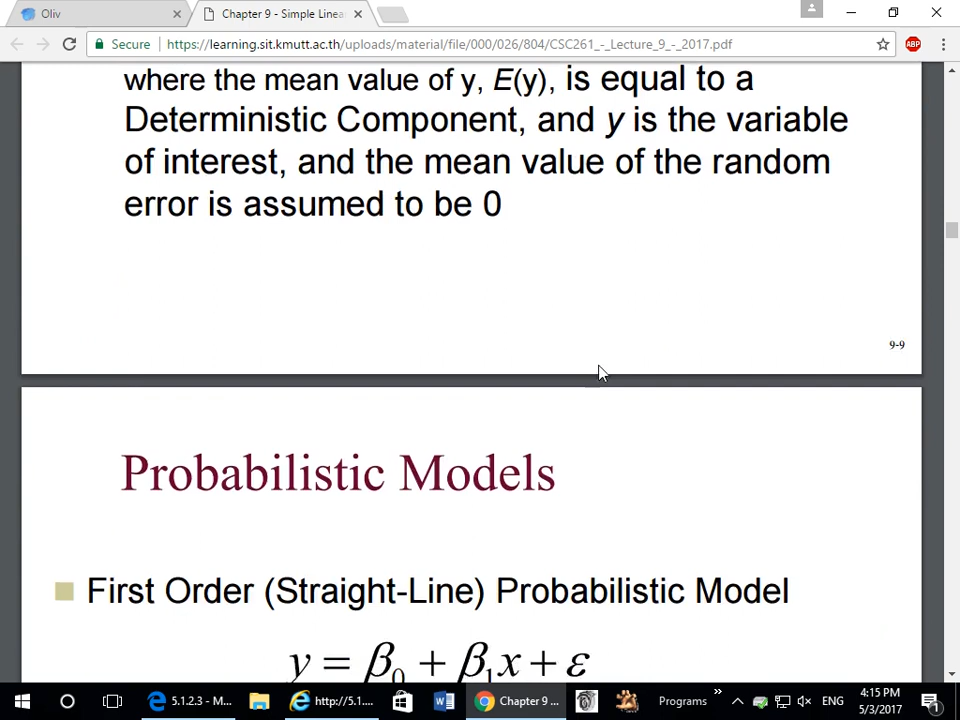 Oliv
Chapter 9 - Simple Linea
Secure
https://learning.sit.kmutt.ac.th/uploads/material/file/000/026/804/CSC261_-_Lecture_9_-_2017.pdf
ABP
where the mean value of y, E(y), is equal to a
Deterministic Component, and y is the variable
of interest, and the mean value of the random
error is assumed to be 0
9-9
Probabilistic Models
First Order (Straight-Line) Probabilistic Model
y = β0 + β1x + ε
5.1.2.3 - M...
http://5.1....
Chapter 9 ...
Programs
ENG
4:15 PM
5/3/2017
1